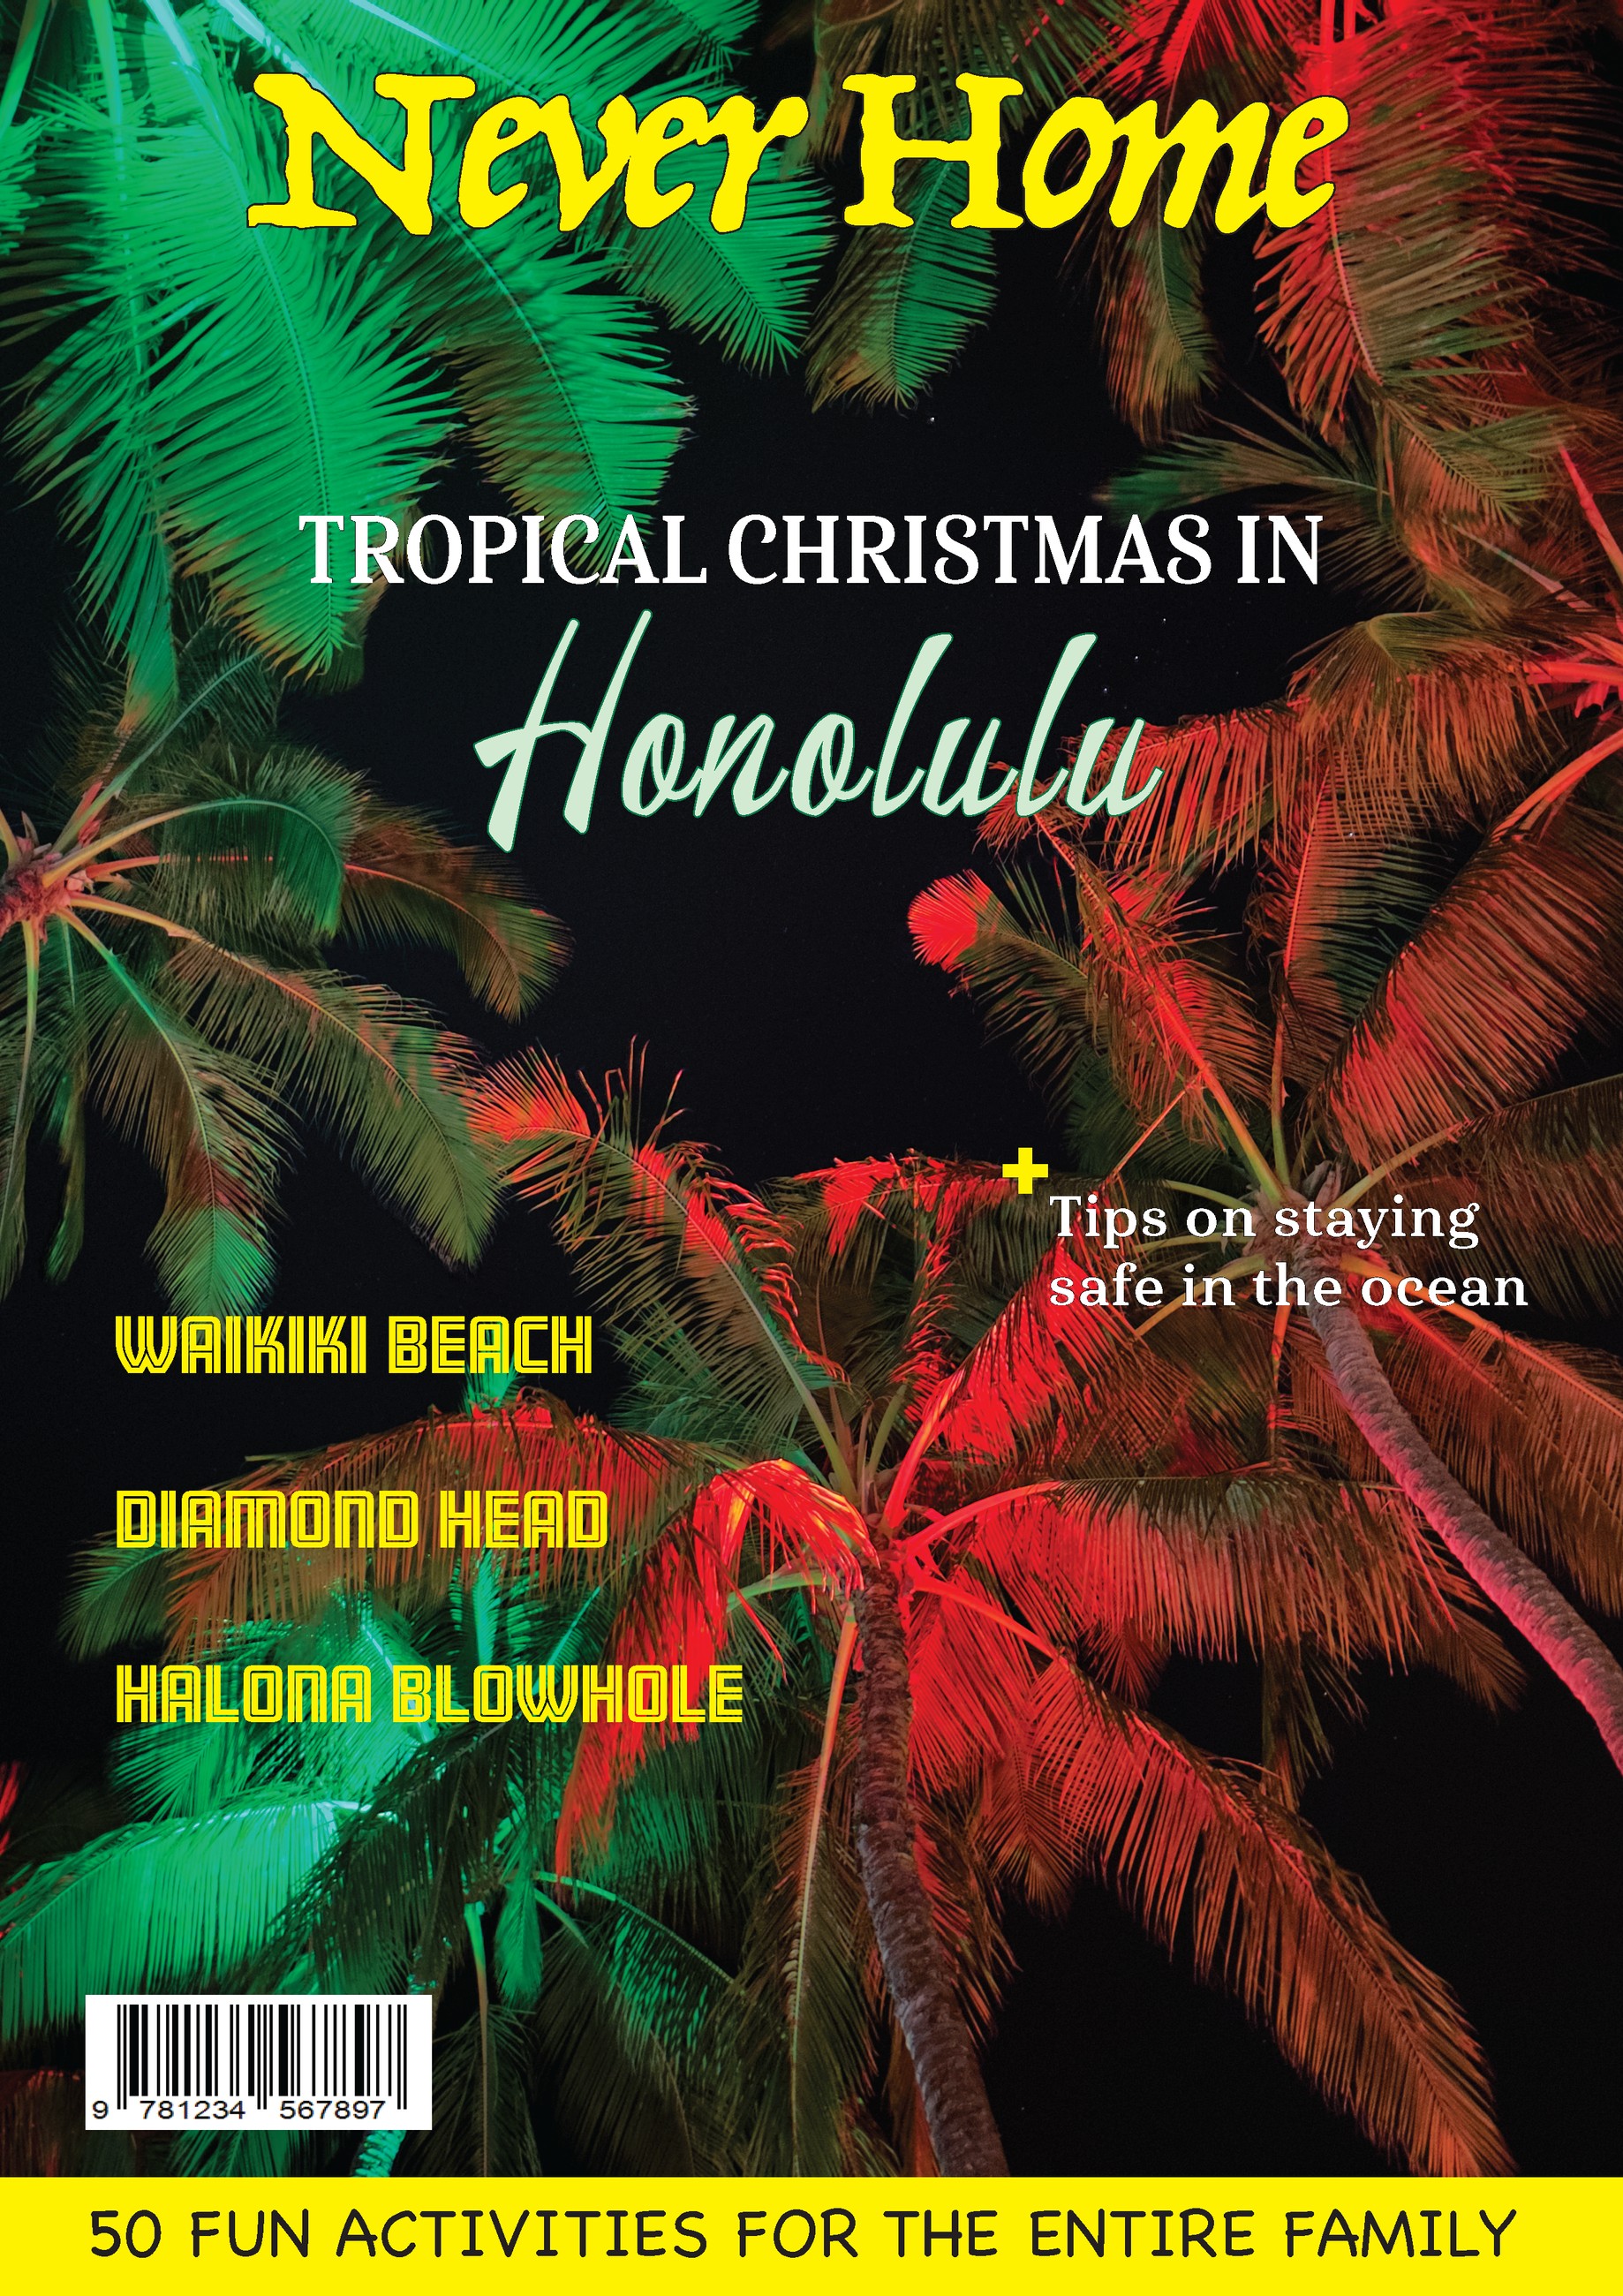 Never Home
TROPICAL CHRISTMAS IN
Honolulu
+
Tips on staying
safe in the ocean
WAIKIKI BEACH
DIAMOND HEAD
HALONA BLOWHOLE
9 781234 567897
50 FUN ACTIVITIES FOR THE ENTIRE FAMILY